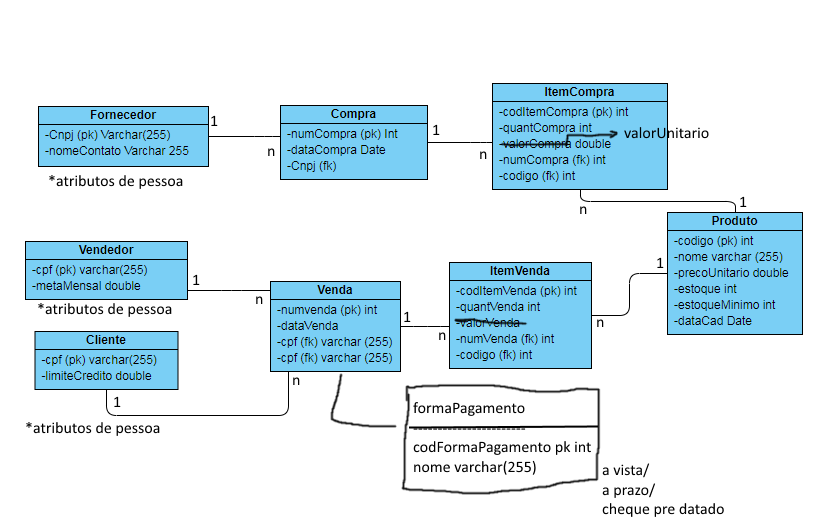 Fornecedor
-Cnpj (pk) Varchar(255)
-nomeContato Varchar 255
*atributos de pessoa
1
n
Compra
-numCompra (pk) Int
-dataCompra Date
-Cnpj (fk)
1
n
ItemCompra
-codItemCompra (pk) int
-quantCompra int
-valorCompra double
-numCompra (fk) int
-codigo (fk) int
valorUnitario
n
1
Produto
-codigo (pk) int
-nome varchar (255)
-precoUnitario double
-estoque int
-estoqueMinimo int
-dataCad Date
Vendedor
-cpf (pk) varchar(255)
-metaMensal double
*atributos de pessoa
1
n
Cliente
-cpf (pk) varchar(255)
-limiteCredito double
*atributos de pessoa
1
n
Venda
-numvenda (pk) int
-dataVenda
-cpf (fk) varchar (255)
-cpf (fk) varchar (255)
1
n
ItemVenda
-codItemVenda (pk) int
-quantVenda int
-valorVenda
-numVenda (fk) int
-codigo (fk) int
n
1
formaPagamento
----------------------------
codFormaPagamento pk int
nome varchar(255)
a vista/
a prazo/
cheque pre datado